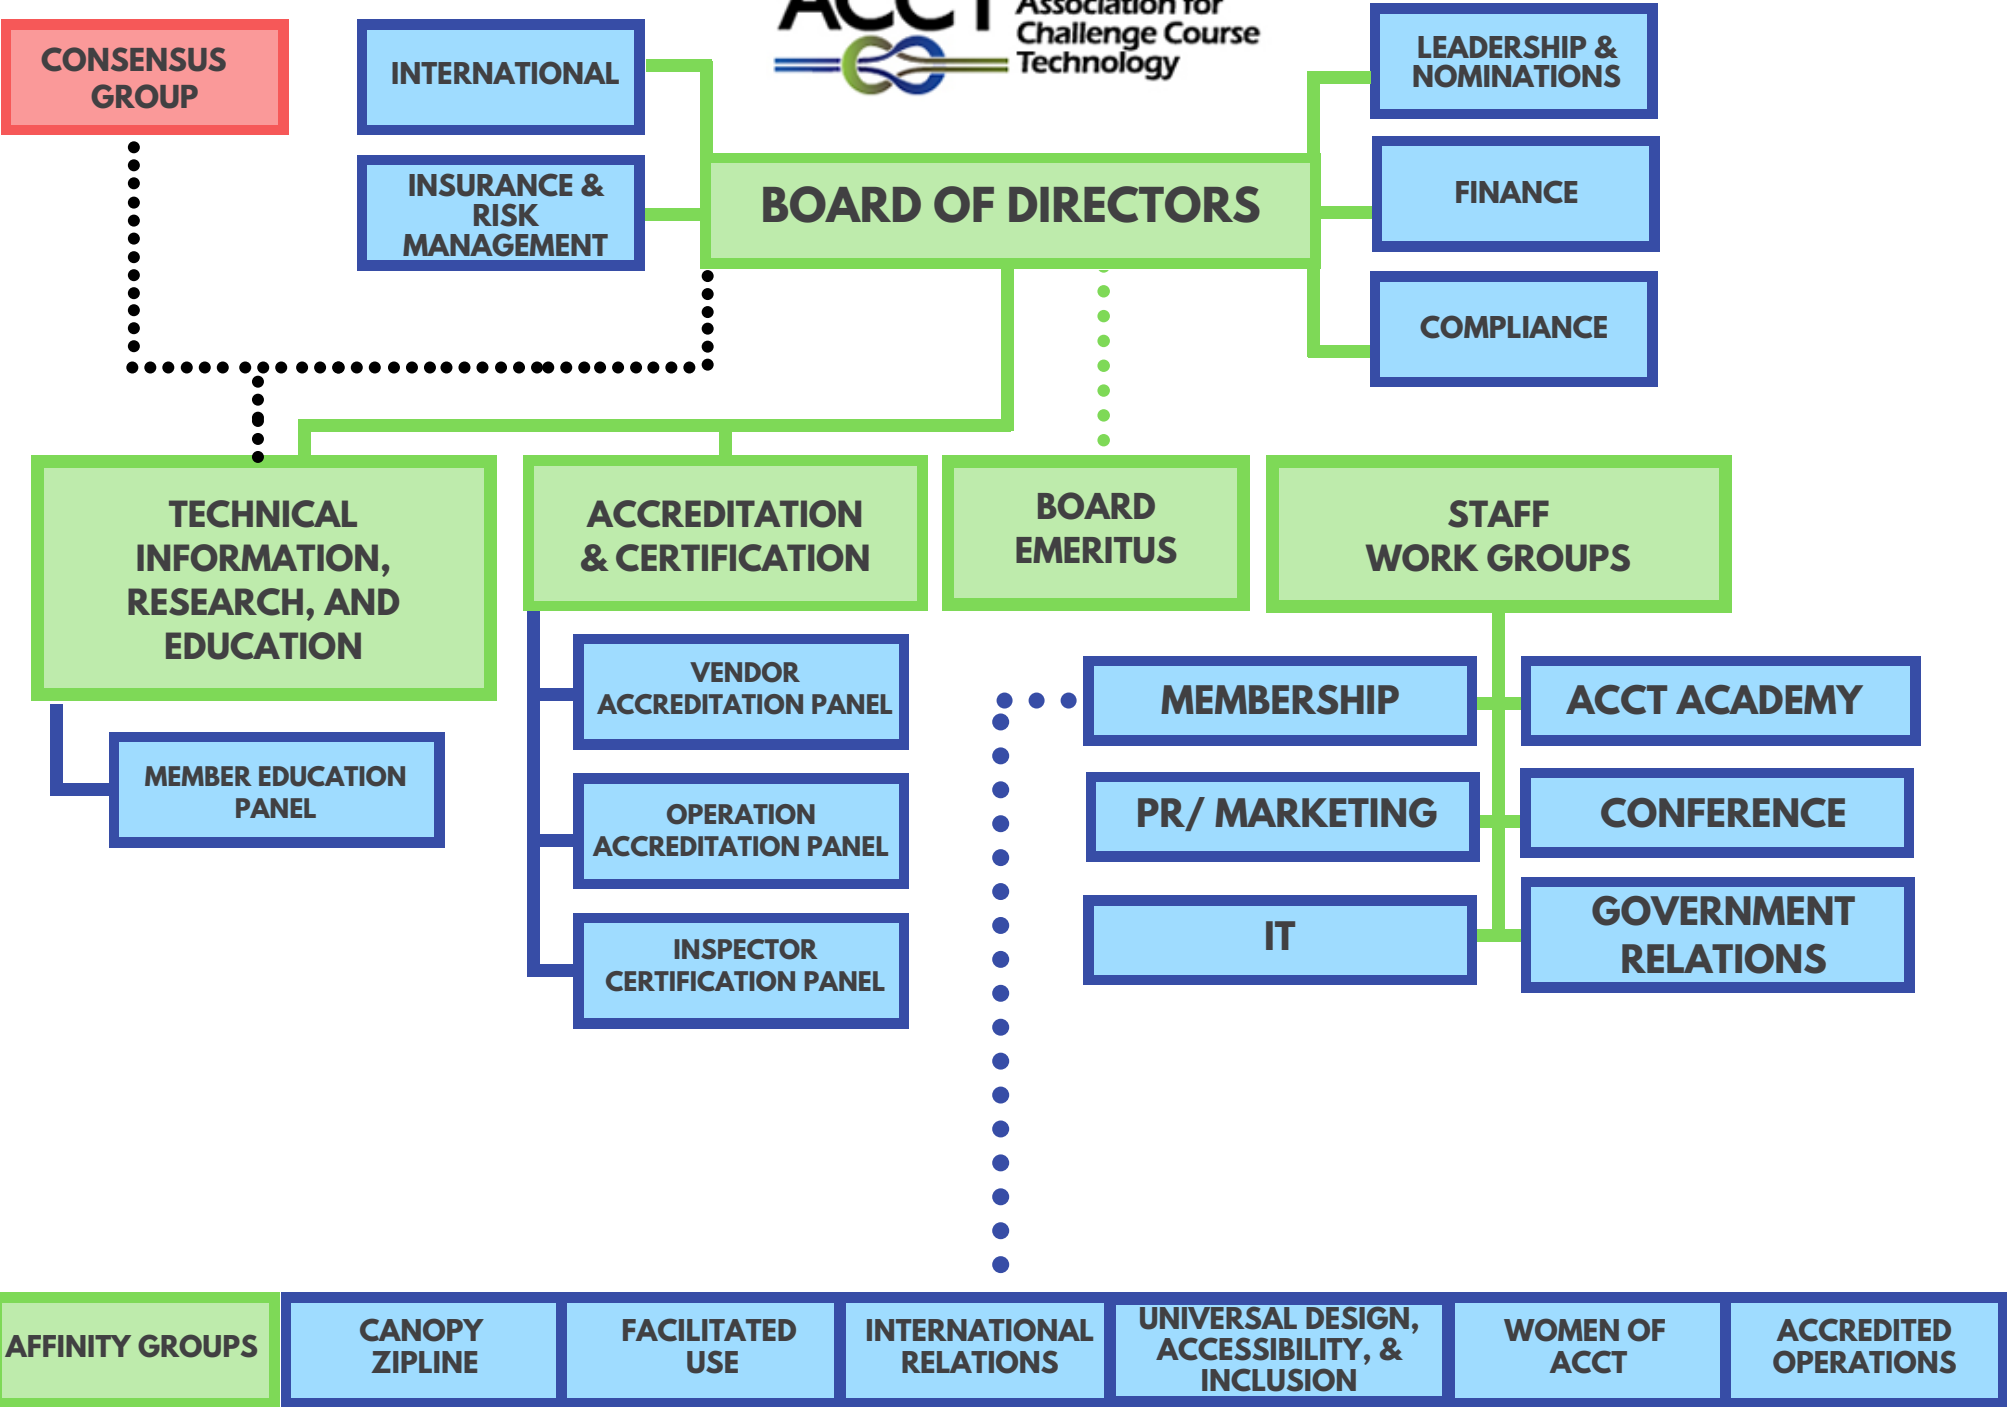 ACCT
Association for
Challenge Course
Technology
CONSENSUS
GROUP
INTERNATIONAL
INSURANCE &
RISK
MANAGEMENT
BOARD OF DIRECTORS
LEADERSHIP &
NOMINATIONS
FINANCE
COMPLIANCE
TECHNICAL
INFORMATION,
RESEARCH, AND
EDUCATION
MEMBER EDUCATION
PANEL
ACCREDITATION
& CERTIFICATION
VENDOR
ACCREDITATION PANEL
OPERATION
ACCREDITATION PANEL
INSPECTOR
CERTIFICATION PANEL
BOARD
EMERITUS
STAFF
WORK GROUPS
MEMBERSHIP
ACCT ACADEMY
PR/ MARKETING
CONFERENCE
IT
GOVERNMENT
RELATIONS
AFFINITY GROUPS
CANOPY
ZIPLINE
FACILITATED
USE
INTERNATIONAL
RELATIONS
UNIVERSAL DESIGN,
ACCESSIBILITY, &
INCLUSION
WOMEN OF
ACCT
ACCREDITED
OPERATIONS